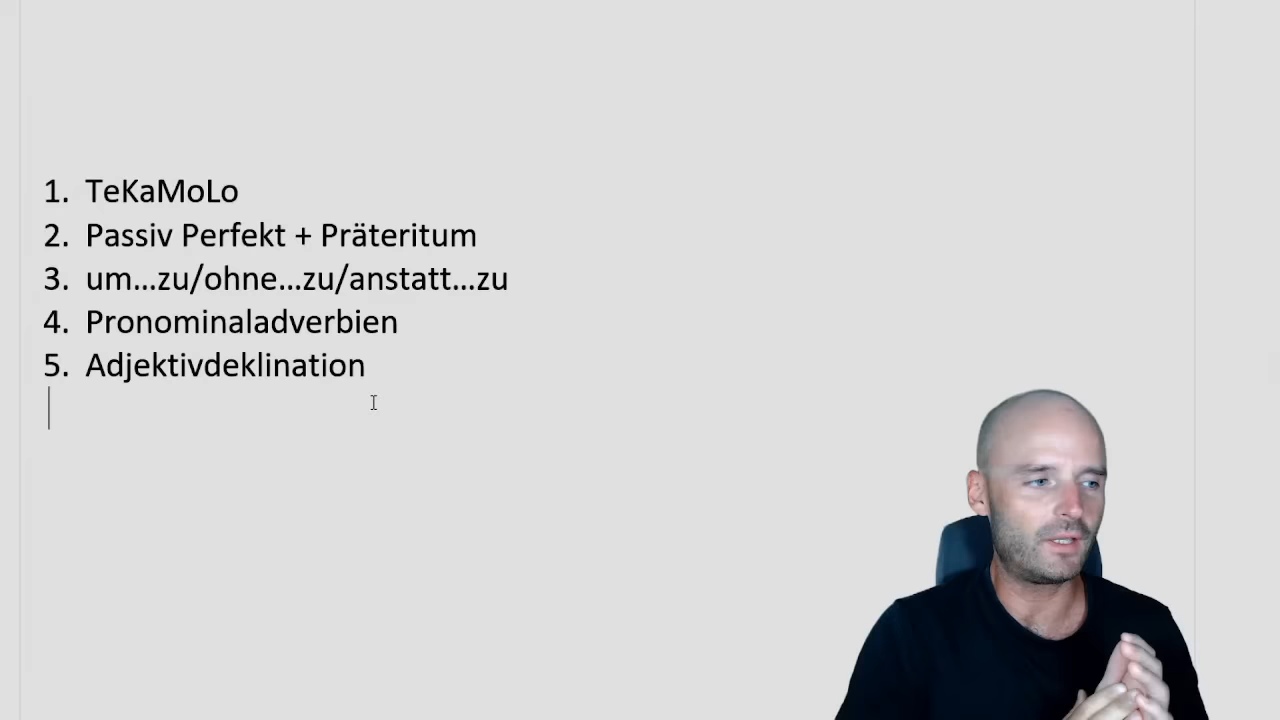 1. TeKaMoLo
2. Passiv Perfekt + Präteritum
3. um...zu/ohne...zu/anstatt...zu
4. Pronominaladverbien
5. Adjektivdeklination